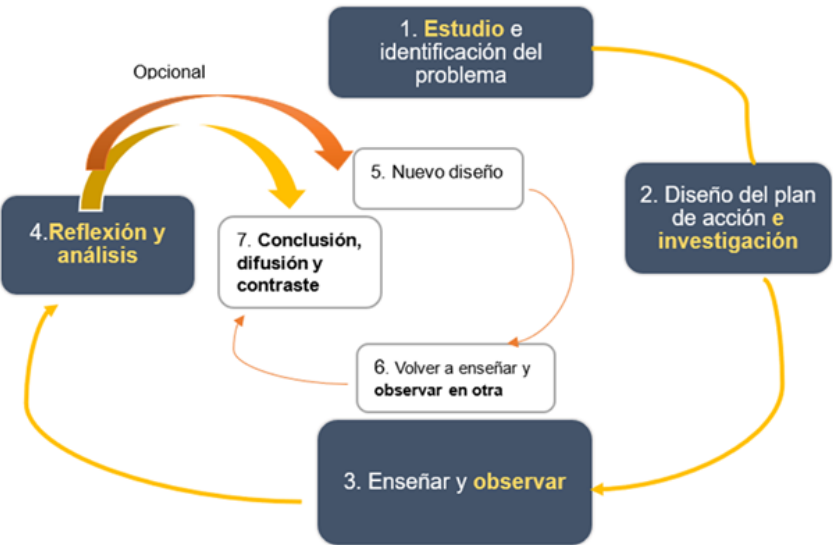 1. Estudio e
identificación del
problema
Opcional
5. Nuevo diseño
2. Diseño del plan
de acción e
investigación
4.Reflexión y
análisis
7. Conclusión,
difusión y
contraste
6. Volver a enseñar y
observar en otra
3. Enseñar y observar